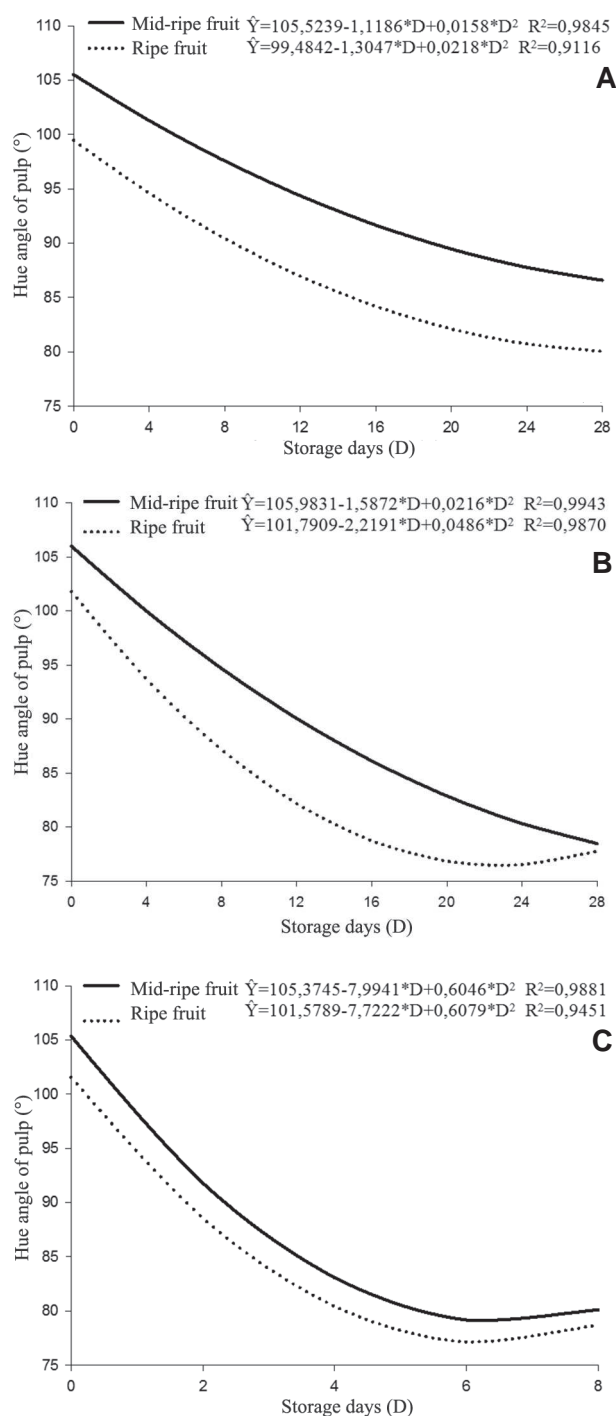 110
Mid-ripe fruit Ŷ=105,5239-1,1186*D+0,0158*D² R²=0,9845
Ripe fruit Ŷ=99,4842-1,3047*D+0,0218*D² R²=0,9116
A
105
100
95
90
85
80
75
Hue angle of pulp (°)
0 4 8 12 16 20 24 28
Storage days (D)
110
Mid-ripe fruit Ŷ=105,9831-1,5872*D+0,0216*D² R²=0,9943
Ripe fruit Ŷ=101,7909-2,2191*D+0,0486*D² R²=0,9870
B
105
100
95
90
85
80
75
Hue angle of pulp (°)
0 4 8 12 16 20 24 28
Storage days (D)
110
Mid-ripe fruit Ŷ=105,3745-7,9941*D+0,6046*D² R²=0,9881
Ripe fruit Ŷ=101,5789-7,7222*D+0,6079*D² R²=0,9451
C
105
100
95
90
85
80
75
Hue angle of pulp (°)
0 2 4 6 8
Storage days (D)